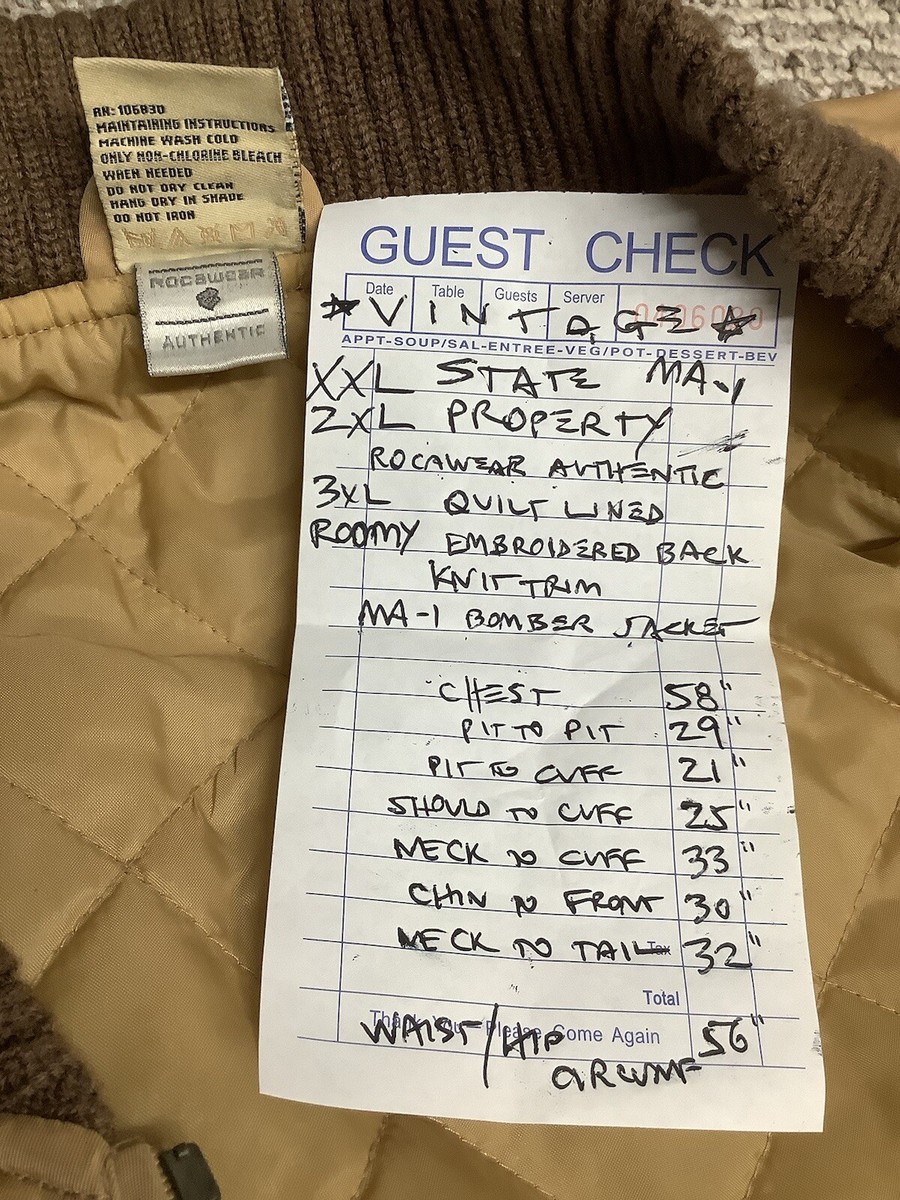 RN: 106830
MAINTAINING INSTRUCTIONS
MACHINE WASH COLD
ONLY NON-CHLORINE BLEACH
WHEN NEEDED
DO NOT DRY CLEAN
HANG DRY IN SHADE
DO NOT IRON
ROCAWEAR
R
AUTHENTIC
GUEST CHECK
Date Table Guests Server
★ VINTAGE ★
APPT-SOUP/SAL-ENTREE-VEG/POT-DESSERT-BEV
XXL STATE MA-1
2XL PROPERTY
ROCAWEAR AUTHENTIC
3XL QUILT LINED
ROOMY EMBROIDERED BACK
KNIT TRIM
MA-1 BOMBER JACKET
CHEST 58"
PIT TO PIT 29"
PIT TO CUFF 21"
SHOULD TO CUFF 25"
NECK TO CUFF 33"
CHIN TO FRONT 30"
NECK TO TAIL Tax 32"
Total
Thank You Please Come Again
WAIST/HIP 56"
CIRCUMF